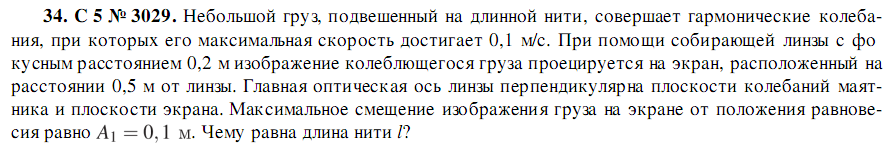 34. С 5 № 3029. Небольшой груз, подвешенный на длинной нити, совершает гармонические колеба-
ния, при которых его максимальная скорость достигает 0,1 м/с. При помощи собирающей линзы с фо
кусным расстоянием 0,2 м изображение колеблющегося груза проецируется на экран, расположенный на
расстоянии 0,5 м от линзы. Главная оптическая ось линзы перпендикулярна плоскости колебаний маят-
ника и плоскости экрана. Максимальное смещение изображения груза на экране от положения равнове-
сия равно A₁ = 0,1 м. Чему равна длина нити l?